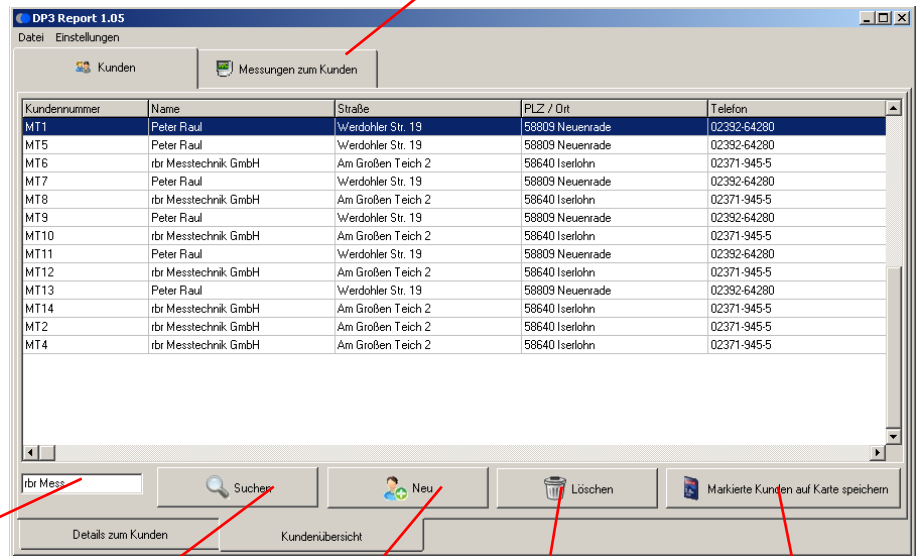 DP3 Report 1.05
Datei Einstellungen
Kunden Messungen zum Kunden
Kundennummer Name Straße PLZ / Ort Telefon
MT1 Peter Raul Werdohler Str. 19 58809 Neuenrade 02392-64280
MT5 Peter Raul Werdohler Str. 19 58809 Neuenrade 02392-64280
MT6 rbr Messtechnik GmbH Am Großen Teich 2 58640 Iserlohn 02371-945-5
MT7 Peter Raul Werdohler Str. 19 58809 Neuenrade 02392-64280
MT8 rbr Messtechnik GmbH Am Großen Teich 2 58640 Iserlohn 02371-945-5
MT9 Peter Raul Werdohler Str. 19 58809 Neuenrade 02392-64280
MT10 rbr Messtechnik GmbH Am Großen Teich 2 58640 Iserlohn 02371-945-5
MT11 Peter Raul Werdohler Str. 19 58809 Neuenrade 02392-64280
MT12 rbr Messtechnik GmbH Am Großen Teich 2 58640 Iserlohn 02371-945-5
MT13 Peter Raul Werdohler Str. 19 58809 Neuenrade 02392-64280
MT14 rbr Messtechnik GmbH Am Großen Teich 2 58640 Iserlohn 02371-945-5
MT2 rbr Messtechnik GmbH Am Großen Teich 2 58640 Iserlohn 02371-945-5
MT4 rbr Messtechnik GmbH Am Großen Teich 2 58640 Iserlohn 02371-945-5
rbr Mess Suchen Neu Löschen Markierte Kunden auf Karte speichern
Details zum Kunden Kundenübersicht